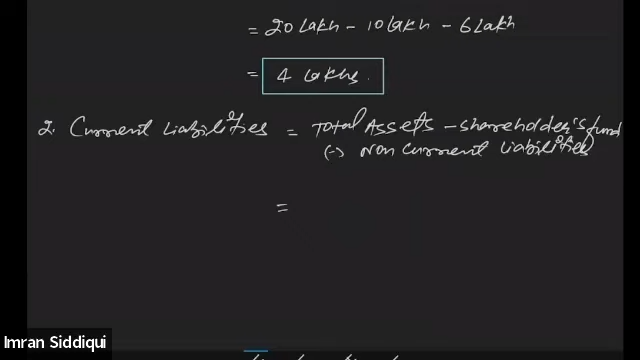 = 20 Lakh - 10 Lakh - 6 Lakh
= 4 Lakhs.
2. Current Liabilities = Total Assets - shareholder's fund
(-) Non Current Liabilities
=
Imran Siddiqui